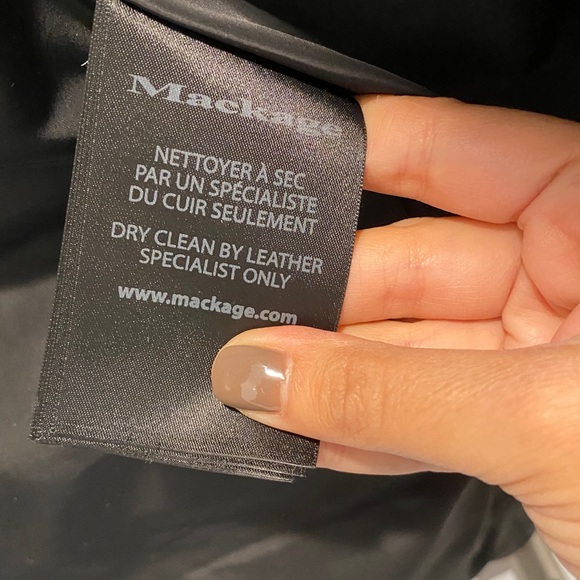 Mackage
NETTOYER À SEC
PAR UN SPÉCIALISTE
DU CUIR SEULEMENT
DRY CLEAN BY LEATHER
SPECIALIST ONLY
www.mackage.com